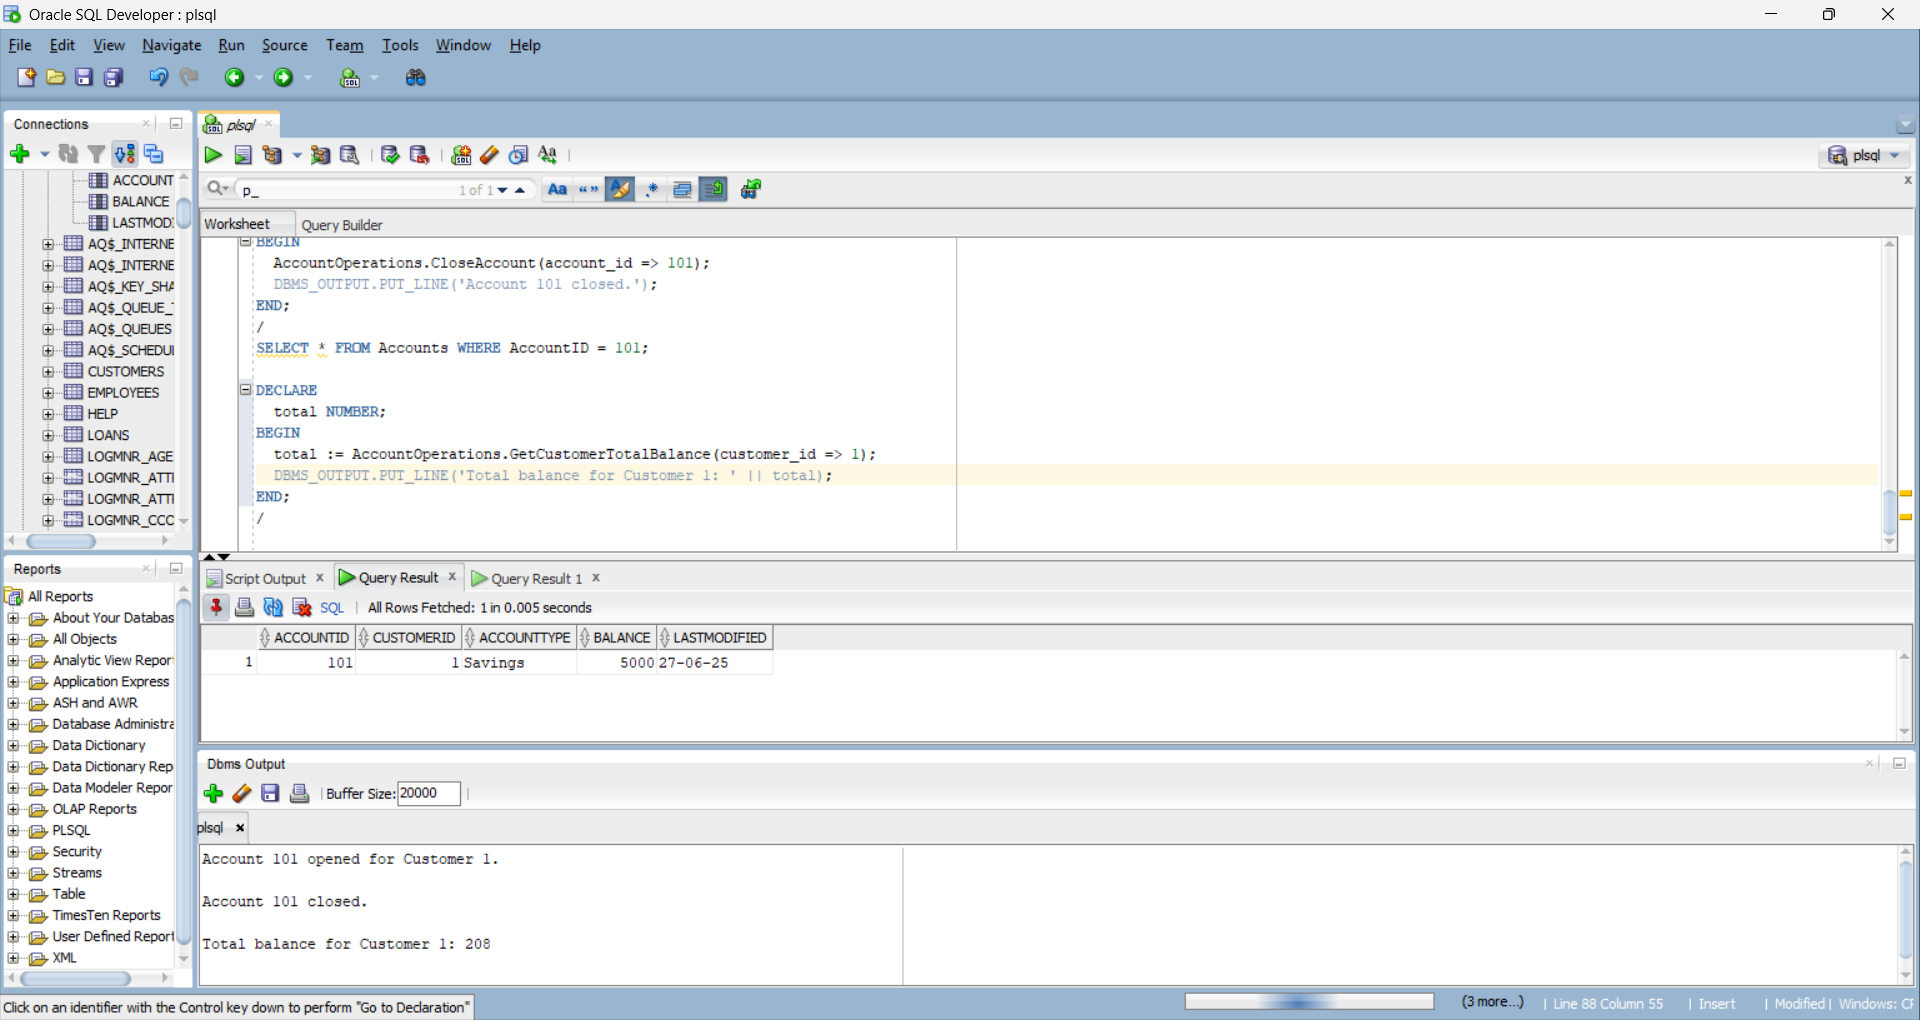 Oracle SQL Developer : plsql
File Edit View Navigate Run Source Team Tools Window Help
Connections
plsql
plsql
p_
1 of 1
Aa
Worksheet
Query Builder
ACCOUNT
BALANCE
LASTMOD
AQ$_INTERNE
AQ$_INTERNE
AQ$_KEY_SHA
AQ$_QUEUE_
AQ$_QUEUES
AQ$_SCHEDU
CUSTOMERS
EMPLOYEES
HELP
LOANS
LOGMNR_AGE
LOGMNR_ATT
LOGMNR_ATT
LOGMNR_CCC
BEGIN
AccountOperations.CloseAccount(account_id => 101);
DBMS_OUTPUT.PUT_LINE('Account 101 closed.');
END;
/
SELECT * FROM Accounts WHERE AccountID = 101;
DECLARE
total NUMBER;
BEGIN
total := AccountOperations.GetCustomerTotalBalance(customer_id => 1);
DBMS_OUTPUT.PUT_LINE('Total balance for Customer 1: ' || total);
END;
/
Reports
All Reports
About Your Databas
All Objects
Analytic View Repor
Application Express
ASH and AWR
Database Administra
Data Dictionary
Data Dictionary Rep
Data Modeler Repor
OLAP Reports
PLSQL
Security
Streams
Table
TimesTen Reports
User Defined Report
XML
Script Output x Query Result x Query Result 1 x
SQL | All Rows Fetched: 1 in 0.005 seconds
ACCOUNTID CUSTOMERID ACCOUNTTYPE BALANCE LASTMODIFIED
1 101 1 Savings 5000 27-06-25
Dbms Output
Buffer Size: 20000
plsql
Account 101 opened for Customer 1.
Account 101 closed.
Total balance for Customer 1: 208
Click on an identifier with the Control key down to perform "Go to Declaration"
(3 more...) | Line 88 Column 55 | Insert | Modified | Windows: CF